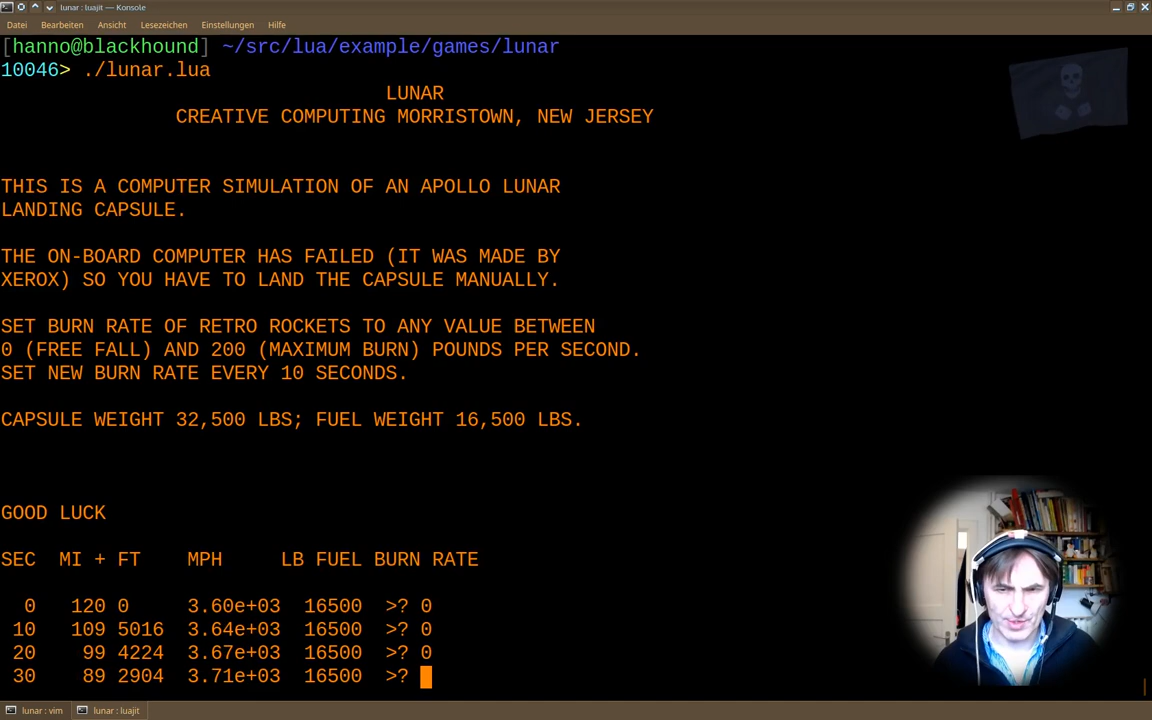 lunar : luajit — Konsole
Datei Bearbeiten Ansicht Lesezeichen Einstellungen Hilfe
[hanno@blackhound] ~/src/lua/example/games/lunar
10046> ./lunar.lua
LUNAR
CREATIVE COMPUTING MORRISTOWN, NEW JERSEY
THIS IS A COMPUTER SIMULATION OF AN APOLLO LUNAR
LANDING CAPSULE.
THE ON-BOARD COMPUTER HAS FAILED (IT WAS MADE BY
XEROX) SO YOU HAVE TO LAND THE CAPSULE MANUALLY.
SET BURN RATE OF RETRO ROCKETS TO ANY VALUE BETWEEN
0 (FREE FALL) AND 200 (MAXIMUM BURN) POUNDS PER SECOND.
SET NEW BURN RATE EVERY 10 SECONDS.
CAPSULE WEIGHT 32,500 LBS; FUEL WEIGHT 16,500 LBS.
GOOD LUCK
SEC MI + FT MPH LB FUEL BURN RATE
0 120 0 3.60e+03 16500 >? 0
10 109 5016 3.64e+03 16500 >? 0
20 99 4224 3.67e+03 16500 >? 0
30 89 2904 3.71e+03 16500 >?
lunar : vim lunar : luajit